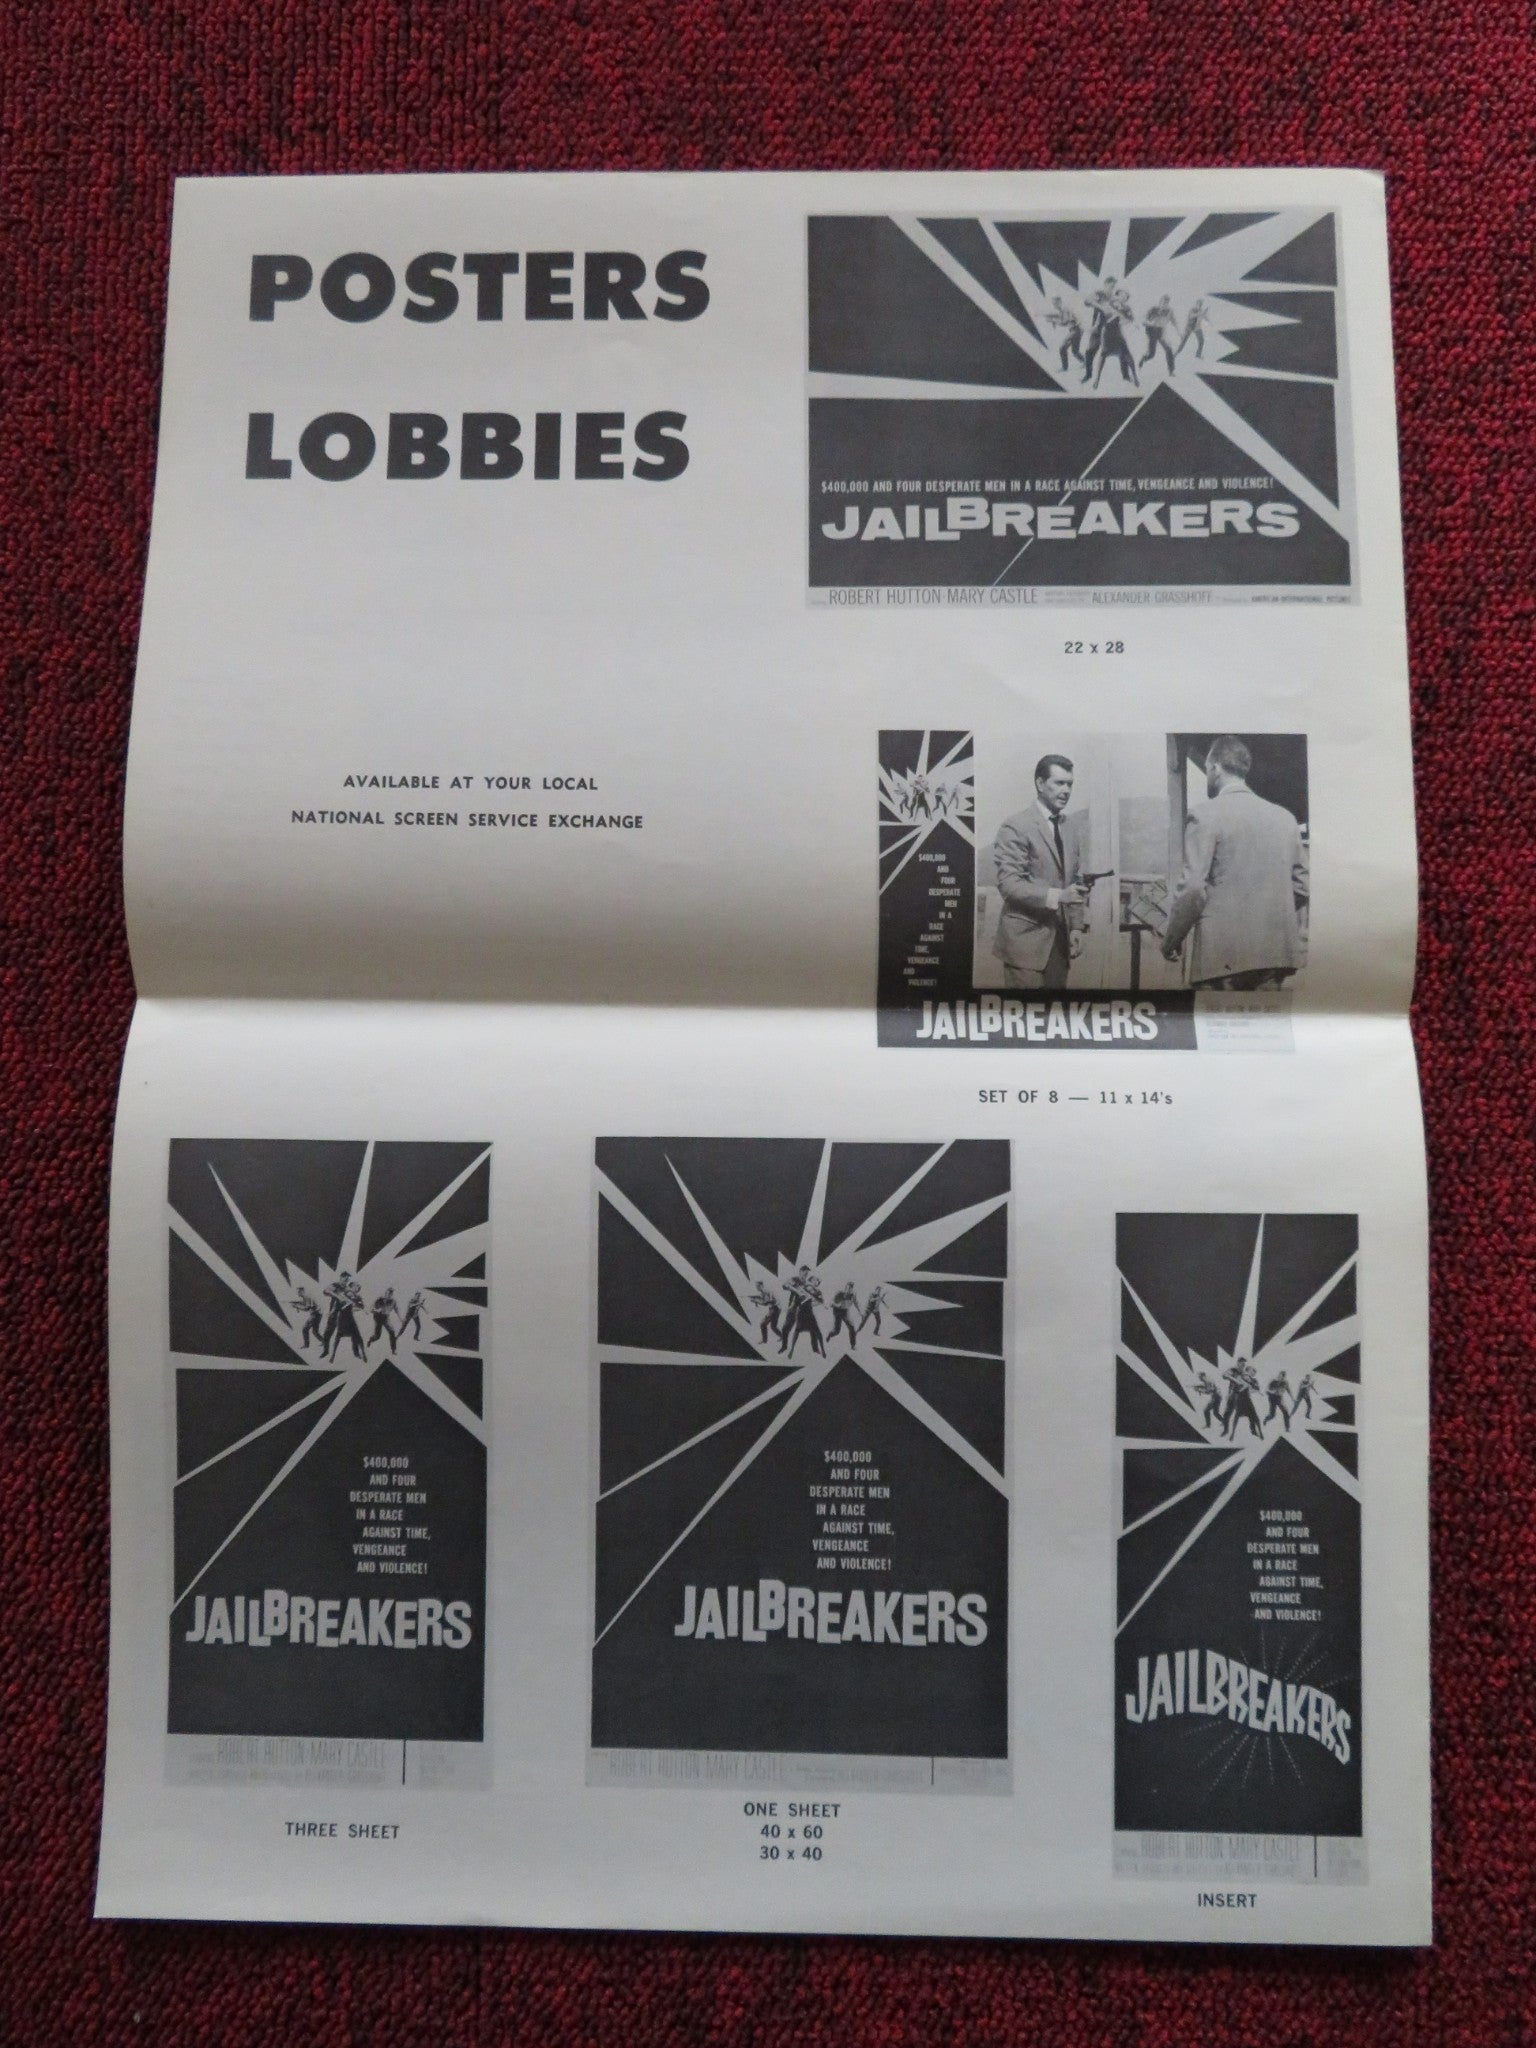 POSTERS
LOBBIES
AVAILABLE AT YOUR LOCAL
NATIONAL SCREEN SERVICE EXCHANGE
$400,000 AND FOUR DESPERATE MEN IN A RACE AGAINST TIME, VENGEANCE AND VIOLENCE!
JAILBREAKERS
ROBERT HUTTON · MARY CASTLE ALEXANDER GRASSHOFF AMERICAN-INTERNATIONAL PICTURES
22 x 28
$400,000
AND
FOUR
DESPERATE
MEN
IN A
RACE
AGAINST
TIME,
VENGEANCE
AND
VIOLENCE!
JAILBREAKERS
SET OF 8 — 11 x 14's
$400,000
AND FOUR
DESPERATE MEN
IN A RACE
AGAINST TIME,
VENGEANCE
AND VIOLENCE!
JAILBREAKERS
ROBERT HUTTON · MARY CASTLE
THREE SHEET
$400,000
AND FOUR
DESPERATE MEN
IN A RACE
AGAINST TIME,
VENGEANCE
AND VIOLENCE!
JAILBREAKERS
ROBERT HUTTON · MARY CASTLE
ONE SHEET
40 x 60
30 x 40
$400,000
AND FOUR
DESPERATE MEN
IN A RACE
AGAINST TIME,
VENGEANCE
AND VIOLENCE!
JAILBREAKERS
ROBERT HUTTON · MARY CASTLE
INSERT